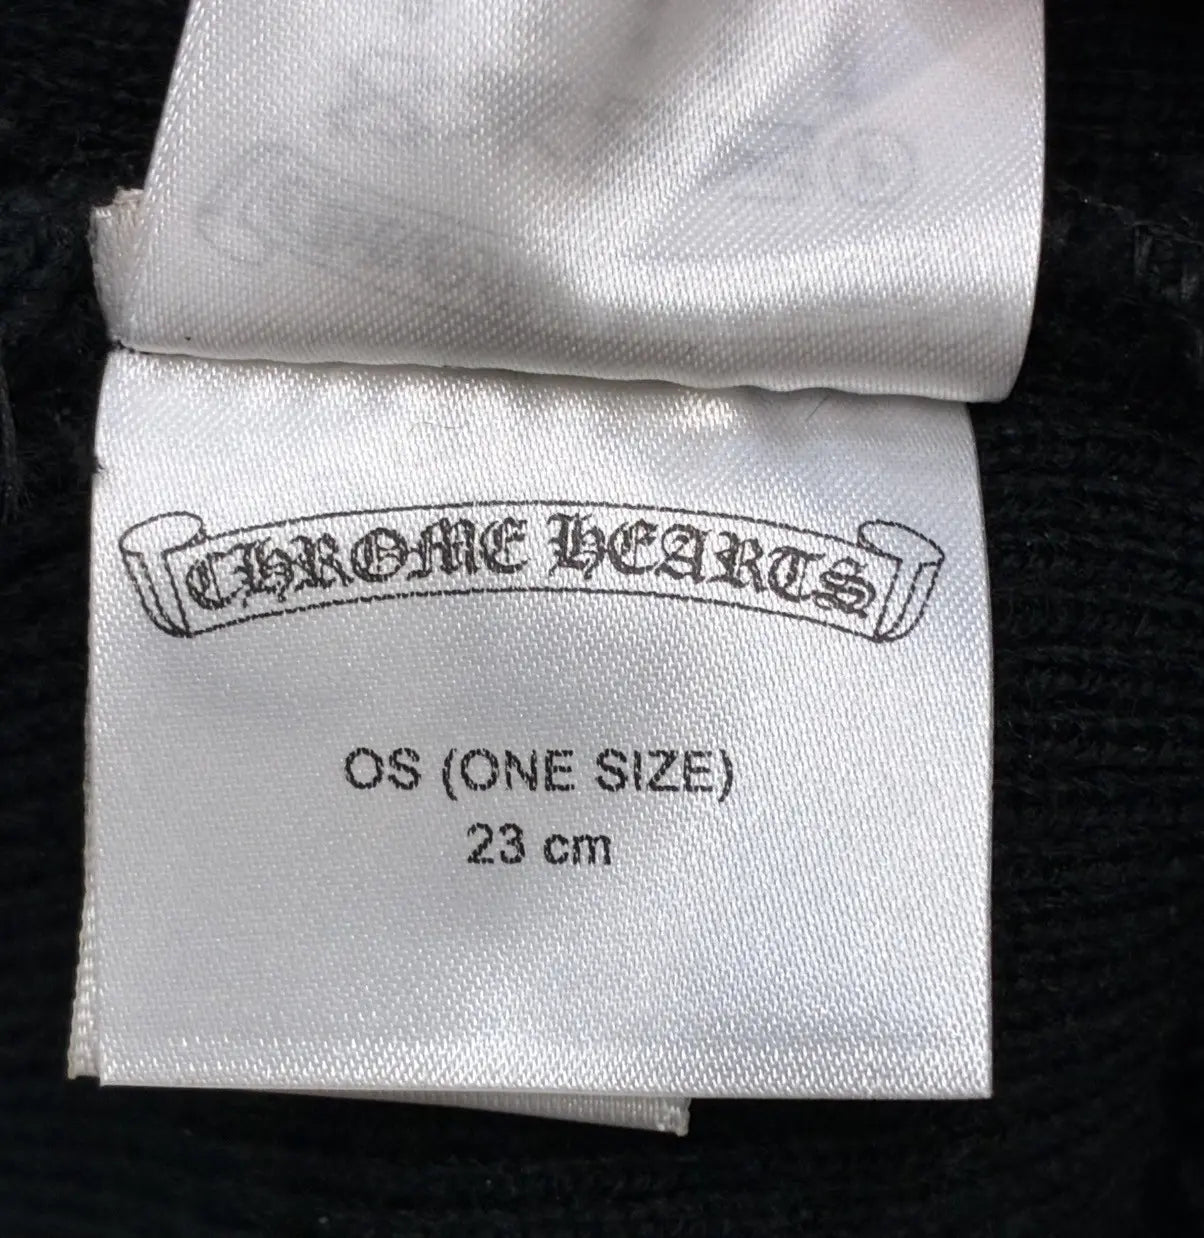 CHROME HEARTS
OS (ONE SIZE)
23 cm